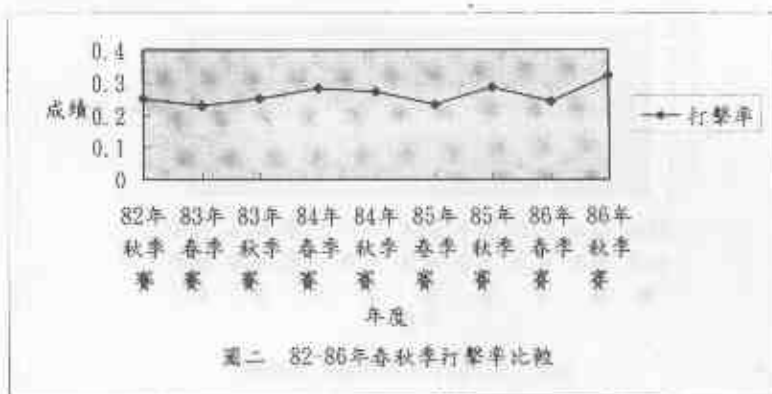 0.4
0.3
成績 0.2
0.1
0
打擊率
82年 83年 83年 84年 84年 85年 85年 86年 86年
秋季 春季 秋季 春季 秋季 春季 秋季 春季 秋季
賽 賽 賽 賽 賽 賽 賽 賽 賽
年度
圖二 82-86年春秋季打擊率比較